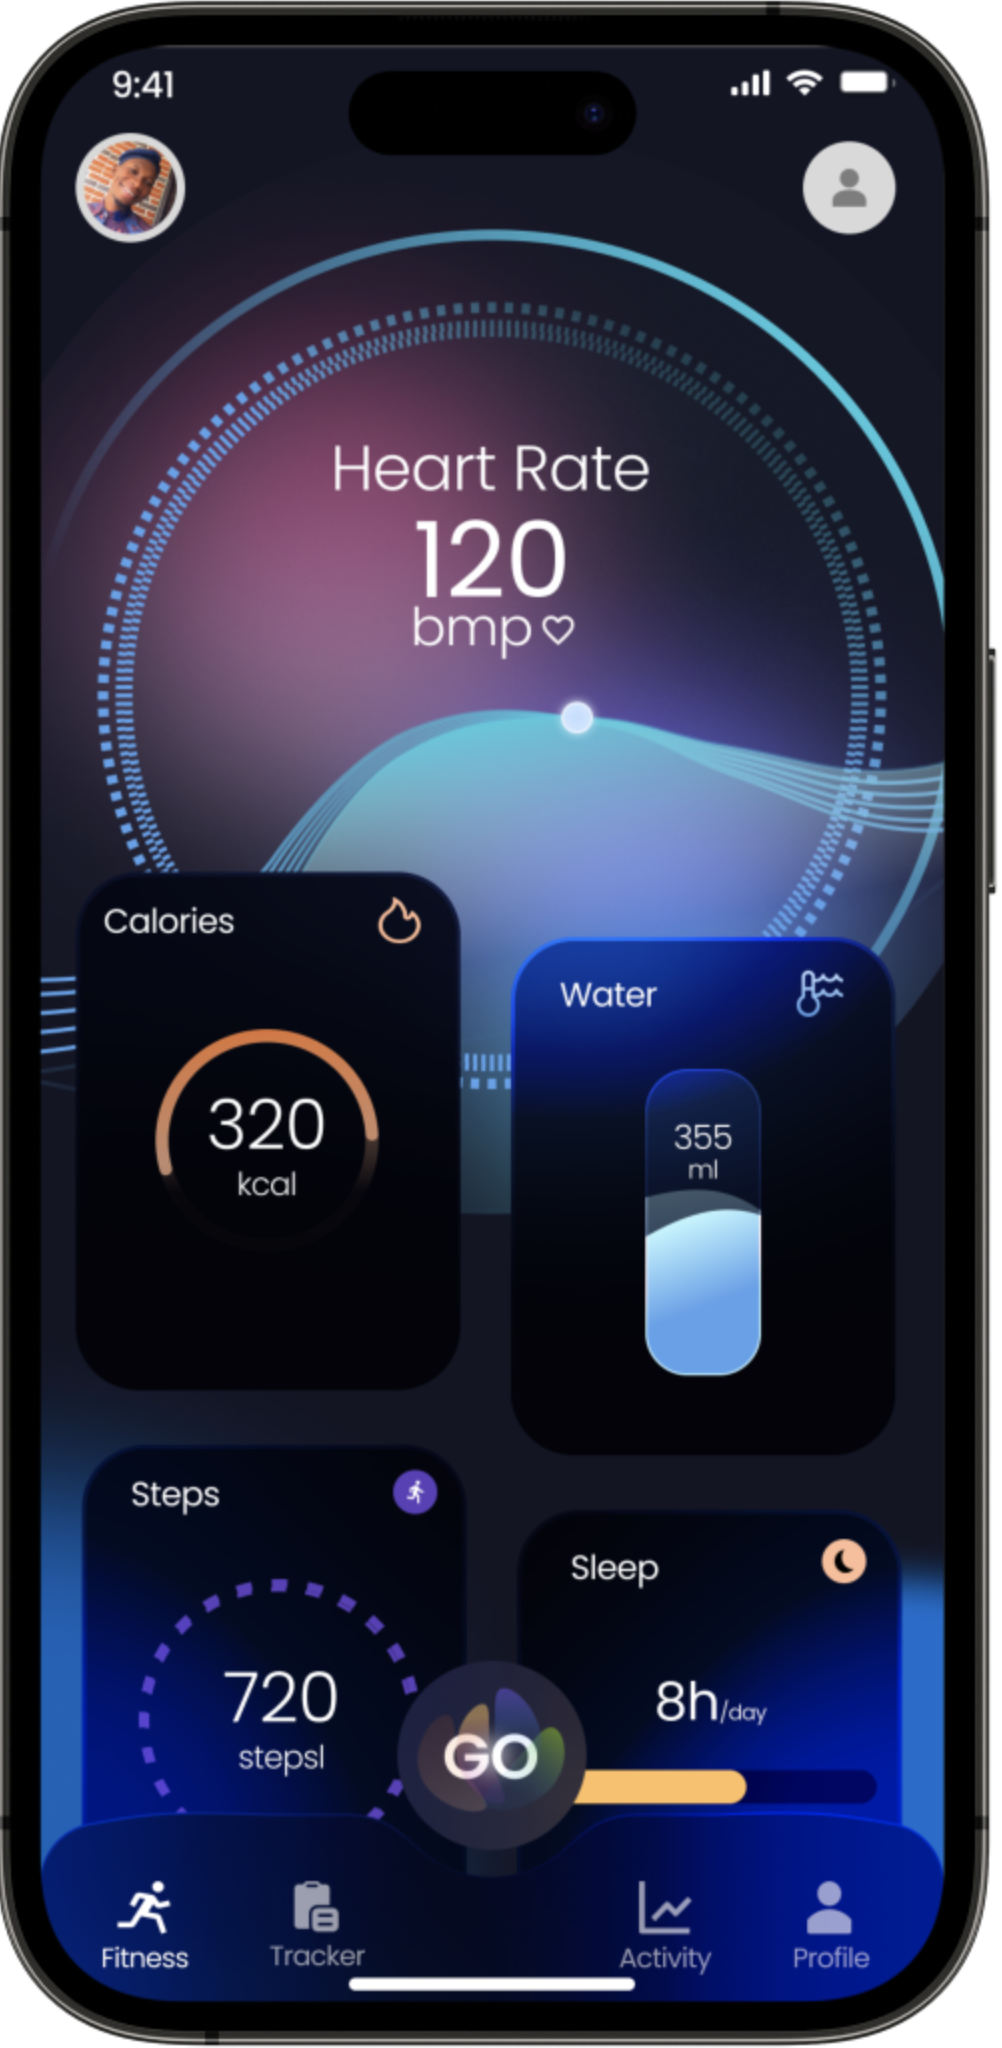 9:41
Heart Rate
120
bmp
Calories
320
kcal
Water
355
ml
Steps
720
stepsl
Sleep
8h/day
GO
Fitness
Tracker
Activity
Profile